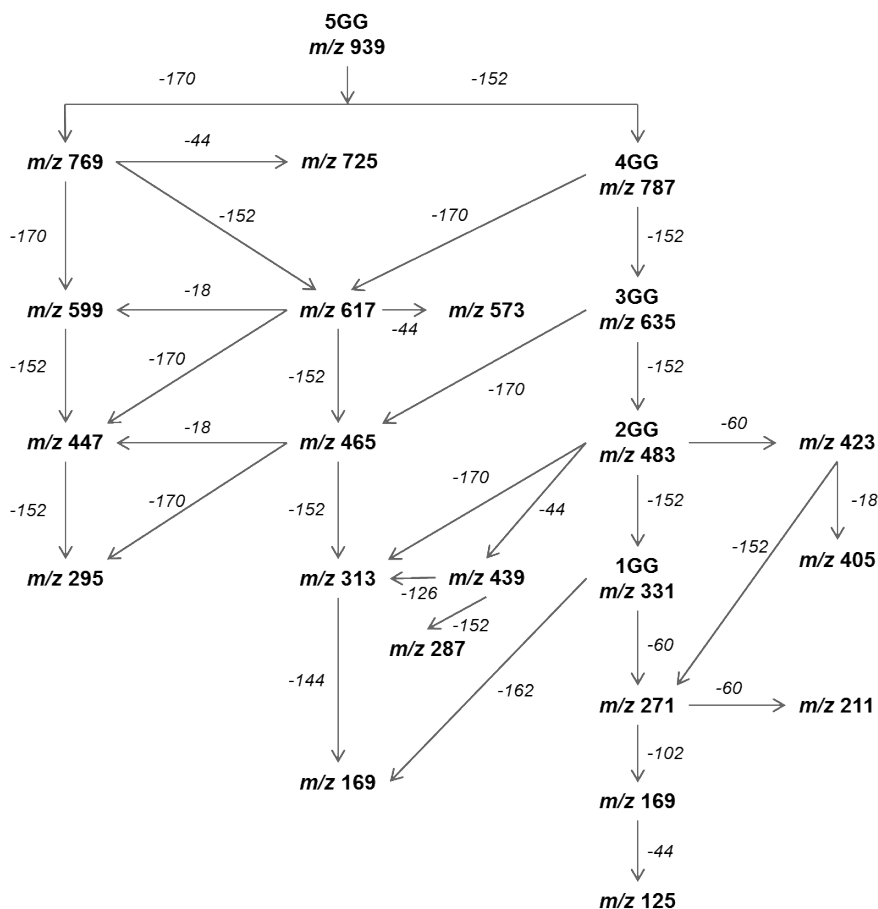 5GG
m/z 939
-170
-152
-44
m/z 769
m/z 725
4GG
m/z 787
-152
-170
-170
-152
-18
3GG
m/z 599
m/z 617
m/z 573
m/z 635
-44
-152
-170
-152
-170
-152
-18
2GG
-60
m/z 447
m/z 465
m/z 483
m/z 423
-170
-170
-152
-152
-44
-152
-18
-152
1GG
m/z 405
m/z 295
m/z 313
m/z 439
m/z 331
-126
-152
m/z 287
-60
-144
-162
-60
m/z 271
m/z 211
-102
m/z 169
m/z 169
-44
m/z 125